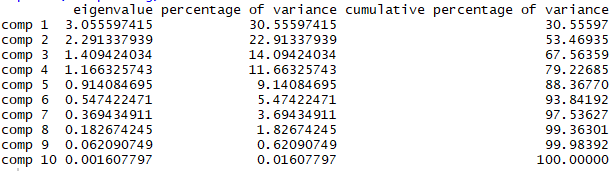 eigenvalue percentage of variance cumulative percentage of variance
comp 1 3.055597415 30.55597415 30.55597
comp 2 2.291337939 22.91337939 53.46935
comp 3 1.409424034 14.09424034 67.56359
comp 4 1.166325743 11.66325743 79.22685
comp 5 0.914084695 9.14084695 88.36770
comp 6 0.547422471 5.47422471 93.84192
comp 7 0.369434911 3.69434911 97.53627
comp 8 0.182674245 1.82674245 99.36301
comp 9 0.062090749 0.62090749 99.98392
comp 10 0.001607797 0.01607797 100.00000